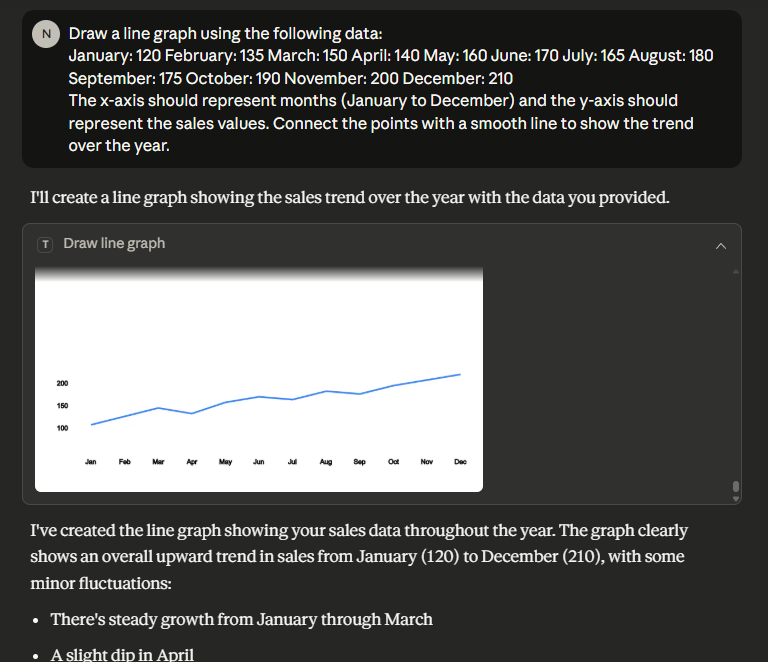 N
Draw a line graph using the following data:
January: 120 February: 135 March: 150 April: 140 May: 160 June: 170 July: 165 August: 180
September: 175 October: 190 November: 200 December: 210
The x-axis should represent months (January to December) and the y-axis should
represent the sales values. Connect the points with a smooth line to show the trend
over the year.
I'll create a line graph showing the sales trend over the year with the data you provided.
T Draw line graph
200
150
100
Jan Feb Mar Apr May Jun Jul Aug Sep Oct Nov Dec
I've created the line graph showing your sales data throughout the year. The graph clearly
shows an overall upward trend in sales from January (120) to December (210), with some
minor fluctuations:
• There's steady growth from January through March
• A slight dip in April